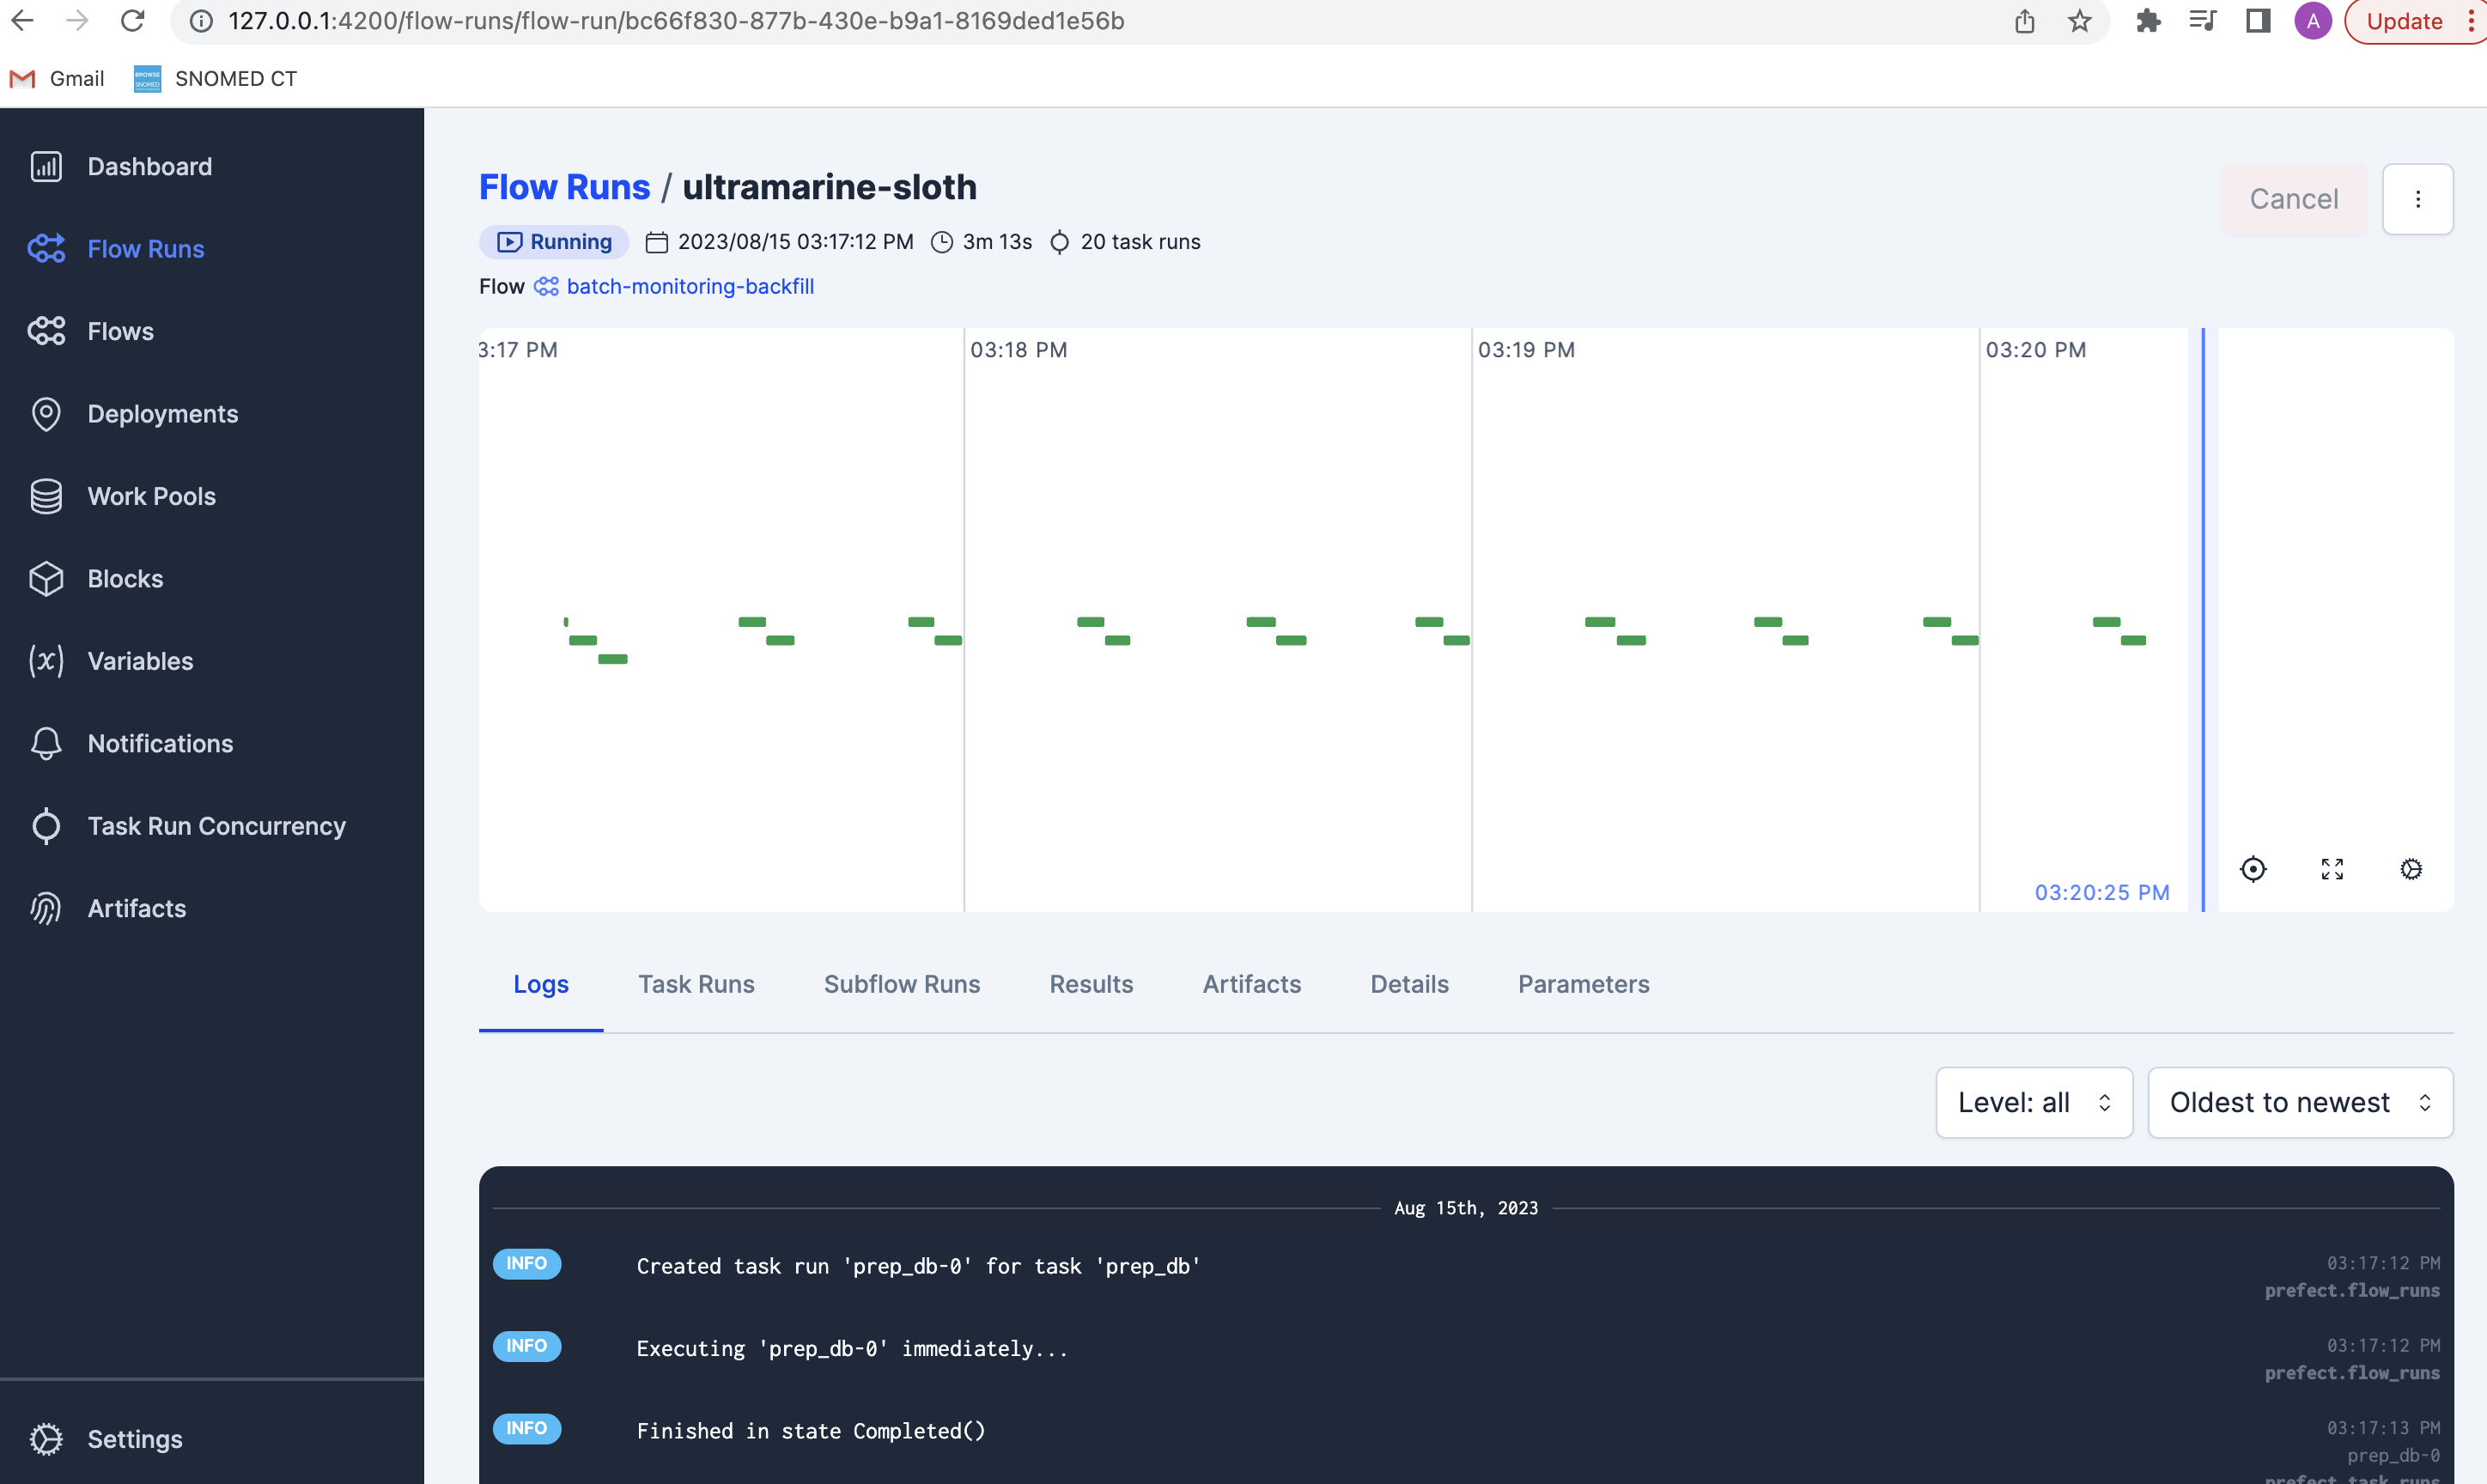 127.0.0.1:4200/flow-runs/flow-run/bc66f830-877b-430e-b9a1-8169ded1e56b
A
Update
Gmail
BROWSE
SNOMED
SNOMED CT
Dashboard
Flow Runs
Flows
Deployments
Work Pools
Blocks
(x) Variables
Notifications
Task Run Concurrency
Artifacts
Settings
Flow Runs / ultramarine-sloth
Cancel
Running 2023/08/15 03:17:12 PM 3m 13s 20 task runs
Flow batch-monitoring-backfill
3:17 PM 03:18 PM 03:19 PM 03:20 PM
03:20:25 PM
Logs Task Runs Subflow Runs Results Artifacts Details Parameters
Level: all Oldest to newest
Aug 15th, 2023
INFO Created task run 'prep_db-0' for task 'prep_db' 03:17:12 PM
prefect.flow_runs
INFO Executing 'prep_db-0' immediately... 03:17:12 PM
prefect.flow_runs
INFO Finished in state Completed() 03:17:13 PM
prep_db-0
prefect.task_runs